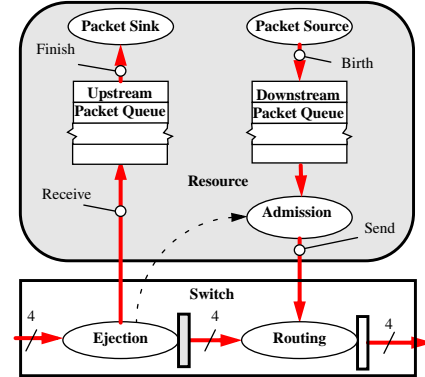 Packet Sink
Packet Source
Finish
Birth
Upstream
Packet Queue
Downstream
Packet Queue
Resource
Receive
Admission
Send
Switch
4
4
4
Ejection
Routing